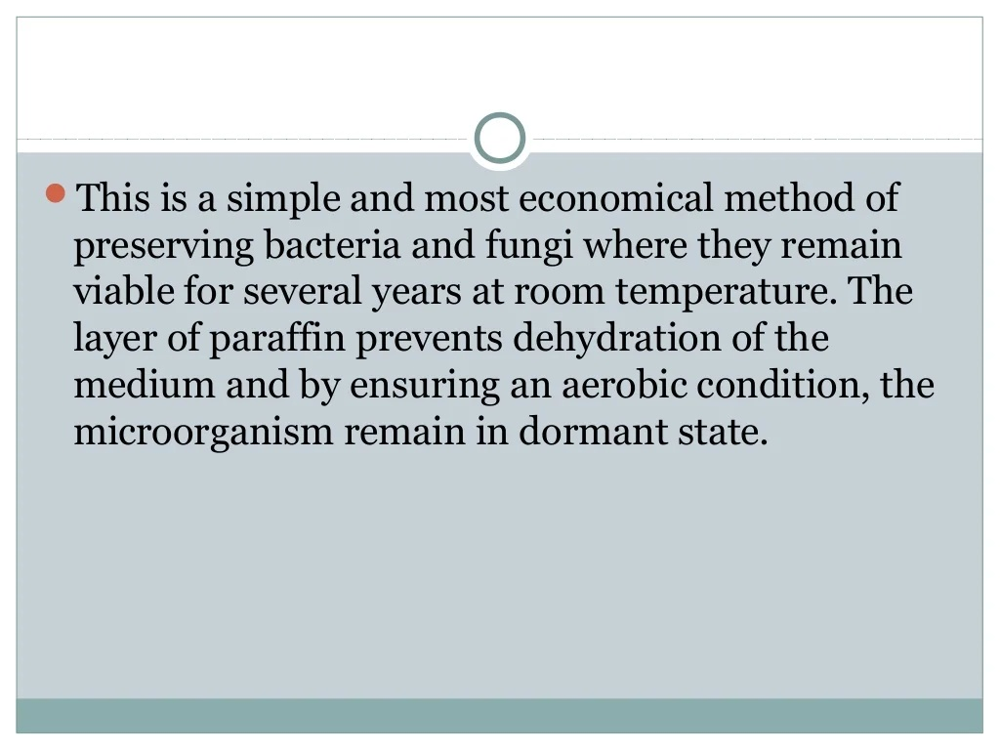 This is a simple and most economical method of
preserving bacteria and fungi where they remain
viable for several years at room temperature. The
layer of paraffin prevents dehydration of the
medium and by ensuring an aerobic condition, the
microorganism remain in dormant state.